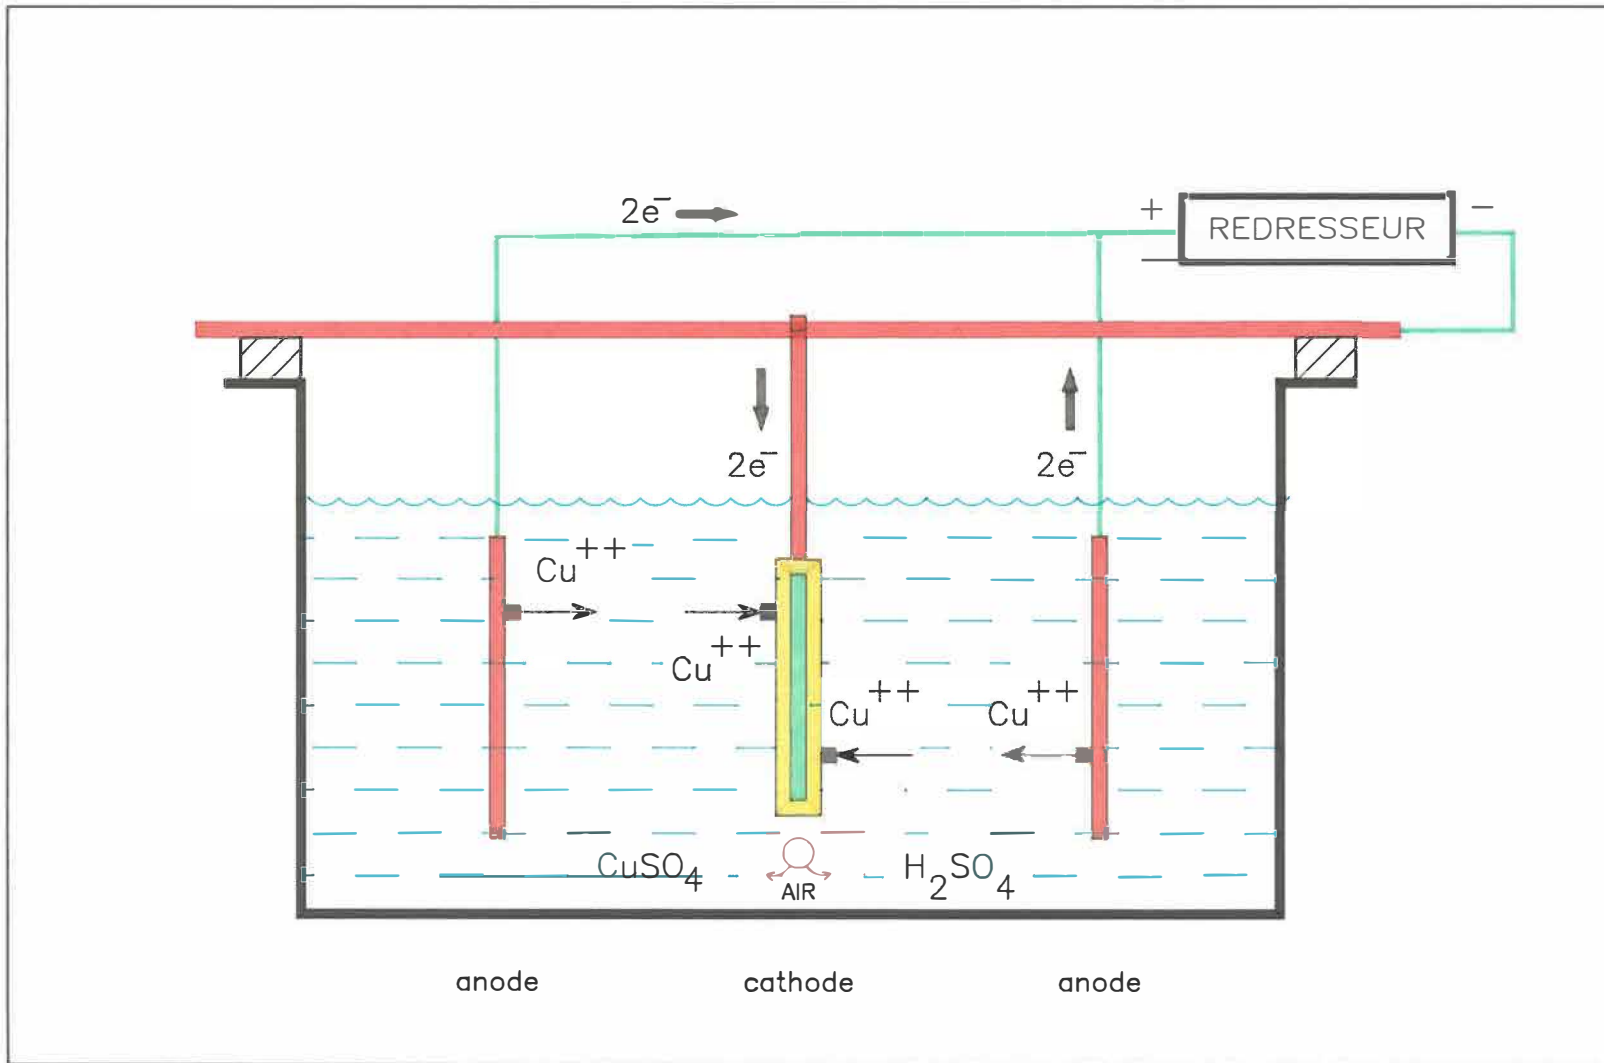 2e⁻
+ REDRESSEUR −
2e⁻ 2e⁻
Cu⁺⁺
Cu⁺⁺
Cu⁺⁺ Cu⁺⁺
CuSO₄ H₂SO₄
AIR
anode cathode anode